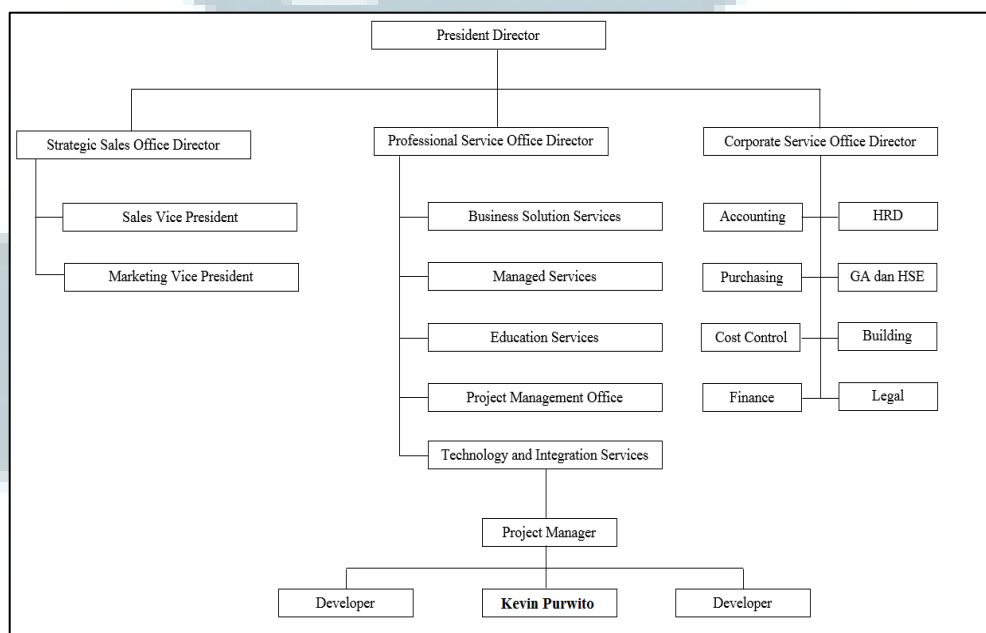 President Director
Strategic Sales Office Director
Professional Service Office Director
Corporate Service Office Director
Sales Vice President
Business Solution Services
Accounting
HRD
Marketing Vice President
Managed Services
Purchasing
GA dan HSE
Education Services
Cost Control
Building
Project Management Office
Finance
Legal
Technology and Integration Services
Project Manager
Developer
Kevin Purwito
Developer